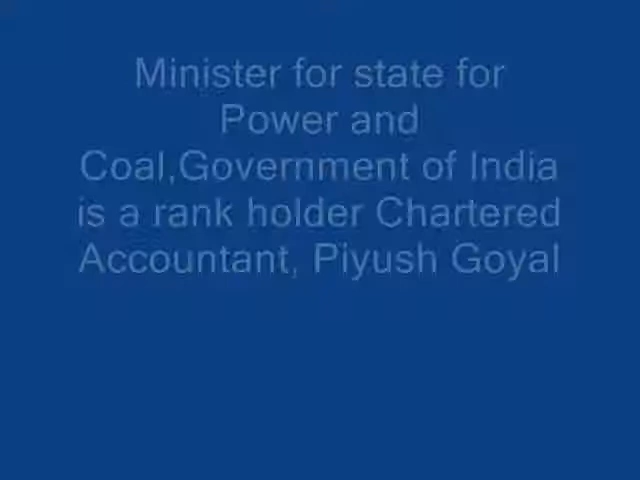 Minister for state for
Power and
Coal,Government of India
is a rank holder Chartered
Accountant, Piyush Goyal